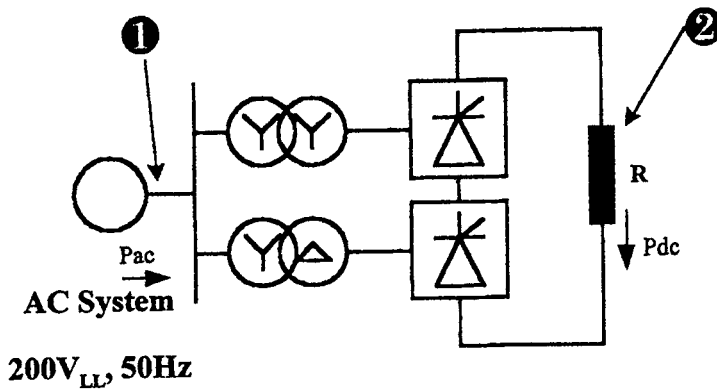 1
2
R
Pac
Pdc
AC System
200V_LL, 50Hz